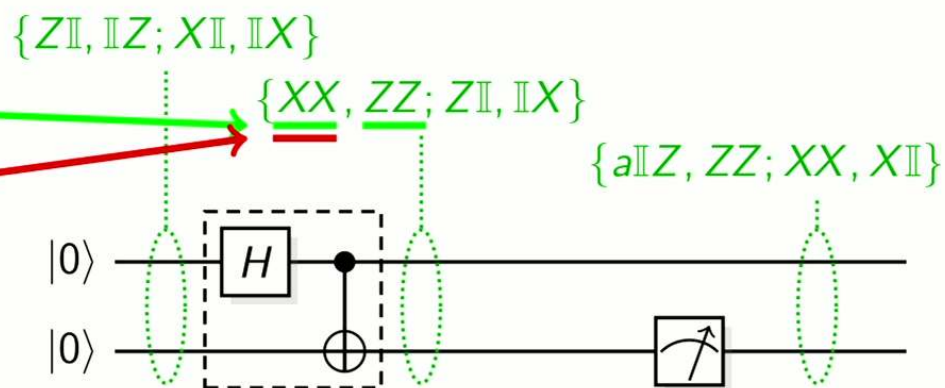 {Z𝕀, 𝕀Z; X𝕀, 𝕀X}
{XX, ZZ; Z𝕀, 𝕀X}
{a𝕀Z, ZZ; XX, X𝕀}
|0⟩ H
|0⟩